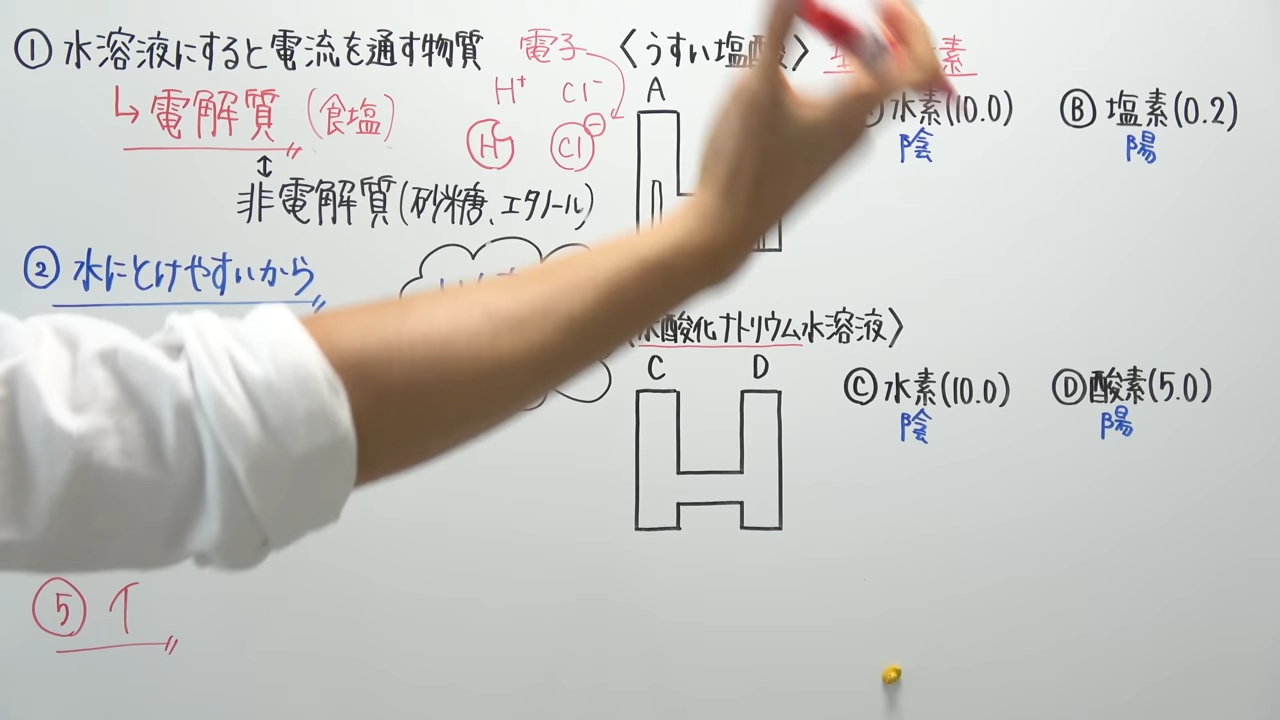 ① 水溶液にすると電流を通す物質
↳ 電解質 (食塩)
↕
非電解質(砂糖、エタノール)
電子
H⁺ Cl⁻
H Cl ⊖
② 水にとけやすいから
⑤ イ
〈うすい塩酸〉
素
A
水素(10.0)
陰
Ⓑ 塩素(0.2)
陽
酸化ナトリウム水溶液〉
C D
Ⓒ 水素(10.0)
陰
Ⓓ 酸素(5.0)
陽